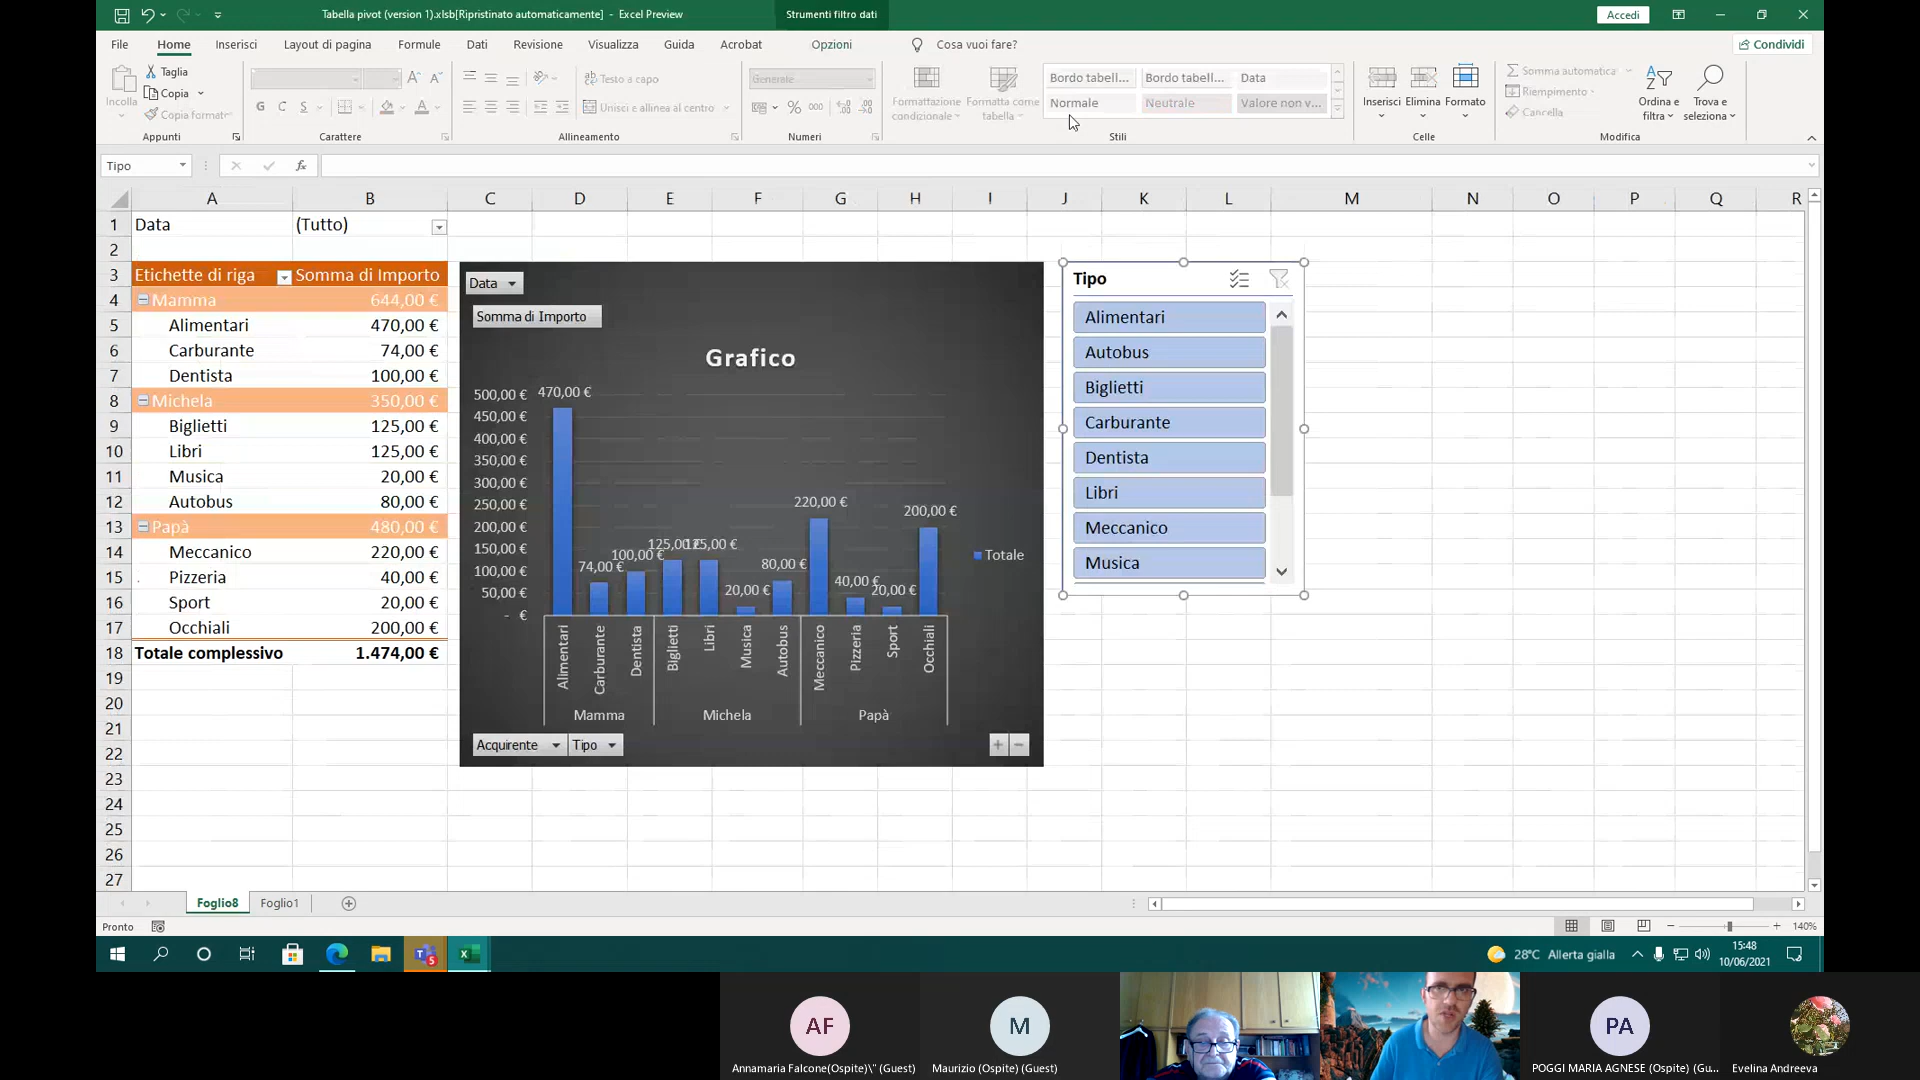 Tabella pivot (version 1).xlsb[Ripristinato automaticamente] - Excel Preview
Strumenti filtro dati
Accedi
File Home Inserisci Layout di pagina Formule Dati Revisione Visualizza Guida Acrobat Opzioni Cosa vuoi fare? Condividi
Incolla
Taglia
Copia
Copia formato
Appunti
G C S
Carattere
Testo a capo
Unisci e allinea al centro
Allineamento
Generale
% 000
Numeri
Formattazione condizionale
Formatta come tabella
Bordo tabell... Bordo tabell... Data
Normale Neutrale Valore non v...
Stili
Inserisci Elimina Formato
Celle
Somma automatica
Riempimento
Cancella
Ordina e filtra
Trova e seleziona
Modifica
Tipo fx
A B C D E F G H I J K L M N O P Q R
1 Data (Tutto)
2
3 Etichette di riga Somma di Importo
4 Mamma 644,00 €
5 Alimentari 470,00 €
6 Carburante 74,00 €
7 Dentista 100,00 €
8 Michela 350,00 €
9 Biglietti 125,00 €
10 Libri 125,00 €
11 Musica 20,00 €
12 Autobus 80,00 €
13 Papà 480,00 €
14 Meccanico 220,00 €
15 Pizzeria 40,00 €
16 Sport 20,00 €
17 Occhiali 200,00 €
18 Totale complessivo 1.474,00 €
19
20
21
22
23
24
25
26
27
Data
Somma di Importo
Grafico
500,00 €
450,00 €
400,00 €
350,00 €
300,00 €
250,00 €
200,00 €
150,00 €
100,00 €
50,00 €
- €
470,00 €
74,00 €
100,00 €
125,00 €
125,00 €
20,00 €
80,00 €
220,00 €
40,00 €
20,00 €
200,00 €
Totale
Alimentari Carburante Dentista Biglietti Libri Musica Autobus Meccanico Pizzeria Sport Occhiali
Mamma Michela Papà
Acquirente Tipo
Tipo
Alimentari
Autobus
Biglietti
Carburante
Dentista
Libri
Meccanico
Musica
Foglio8 Foglio1
Pronto 140%
5
28°C Allerta gialla
15:48
10/06/2021
AF
Annamaria Falcone(Ospite)\" (Guest)
M
Maurizio (Ospite) (Guest)
PA
POGGI MARIA AGNESE (Ospite) (Gu...
Evelina Andreeva